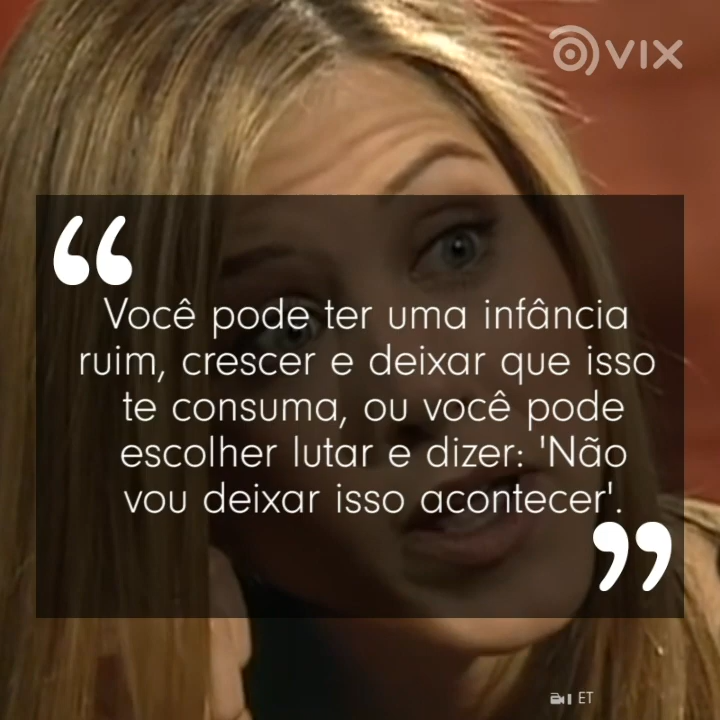 VIX
“
Você pode ter uma infância
ruim, crescer e deixar que isso
te consuma, ou você pode
escolher lutar e dizer: 'Não
vou deixar isso acontecer'.
”
ET